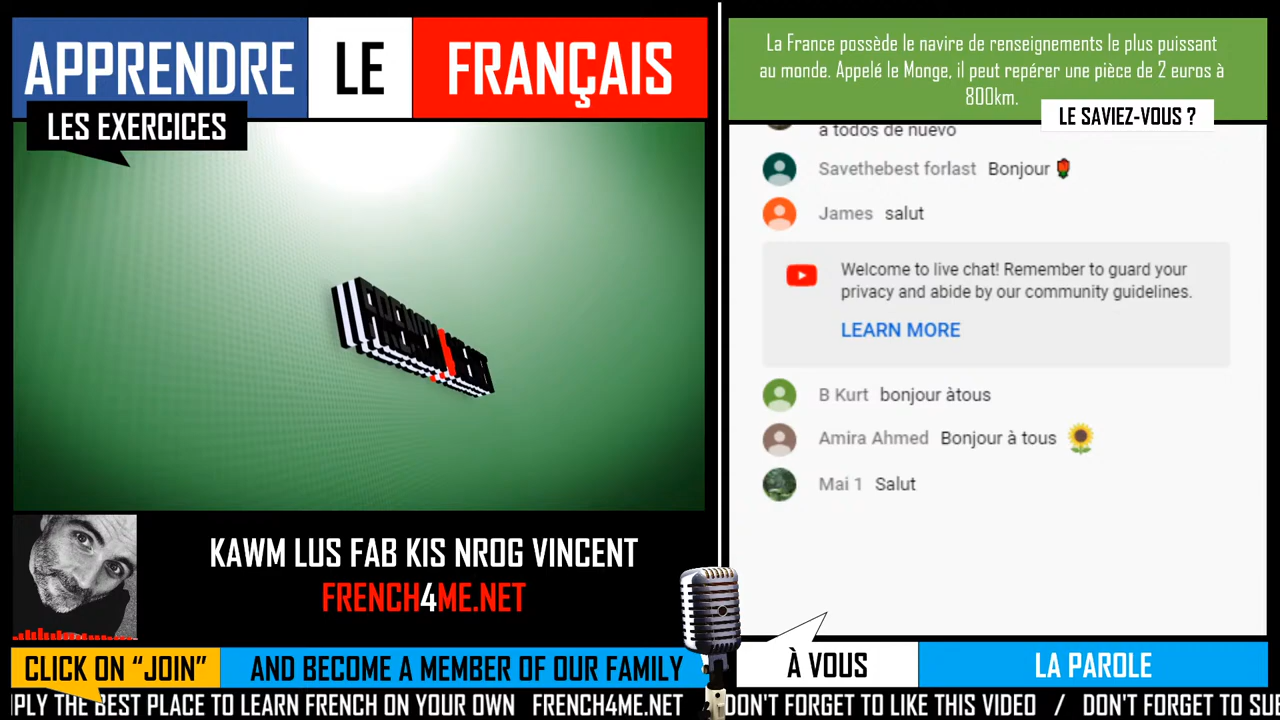 APPRENDRE LE FRANÇAIS
LES EXERCICES
La France possède le navire de renseignements le plus puissant
au monde. Appelé le Monge, il peut repérer une pièce de 2 euros à
800km.
LE SAVIEZ-VOUS ?
a todos de nuevo
Savethebest forlast Bonjour 🌹
James salut
Welcome to live chat! Remember to guard your
privacy and abide by our community guidelines.
LEARN MORE
B Kurt bonjour àtous
Amira Ahmed Bonjour à tous 🌻
Mai 1 Salut
KAWM LUS FAB KIS NROG VINCENT
FRENCH4ME.NET
CLICK ON “JOIN” AND BECOME A MEMBER OF OUR FAMILY
À VOUS LA PAROLE
PLY THE BEST PLACE TO LEARN FRENCH ON YOUR OWN FRENCH4ME.NET DON'T FORGET TO LIKE THIS VIDEO / DON'T FORGET TO